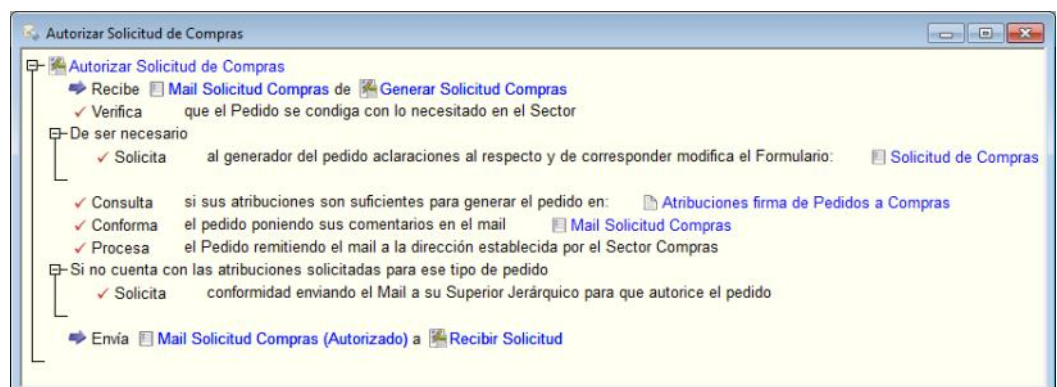 Autorizar Solicitud de Compras
Autorizar Solicitud de Compras
Recibe Mail Solicitud Compras de Generar Solicitud Compras
Verifica que el Pedido se condiga con lo necesitado en el Sector
De ser necesario
Solicita al generador del pedido aclaraciones al respecto y de corresponder modifica el Formulario: Solicitud de Compras
Consulta si sus atribuciones son suficientes para generar el pedido en: Atribuciones firma de Pedidos a Compras
Conforma el pedido poniendo sus comentarios en el mail Mail Solicitud Compras
Procesa el Pedido remitiendo el mail a la dirección establecida por el Sector Compras
Si no cuenta con las atribuciones solicitadas para ese tipo de pedido
Solicita conformidad enviando el Mail a su Superior Jerárquico para que autorice el pedido
Envía Mail Solicitud Compras (Autorizado) a Recibir Solicitud